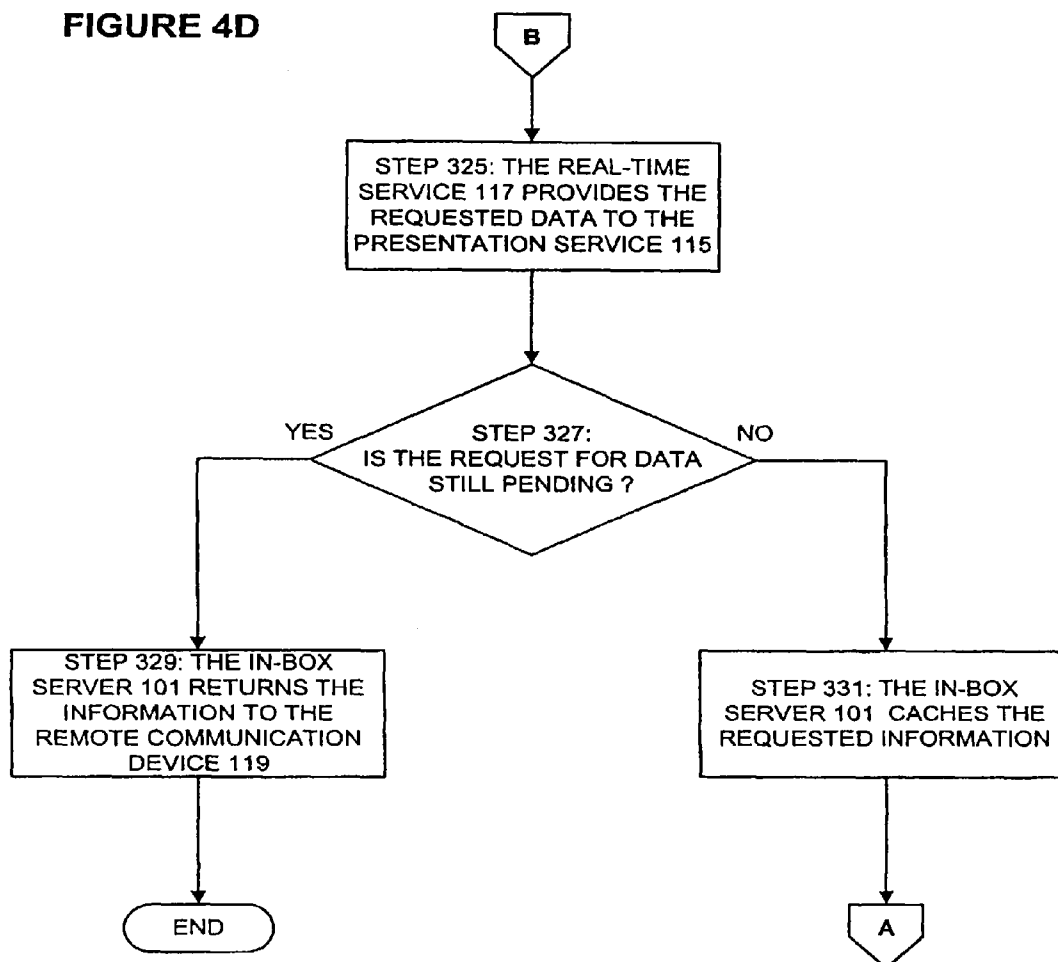 FIGURE 4D
B
STEP 325: THE REAL-TIME
SERVICE 117 PROVIDES THE
REQUESTED DATA TO THE
PRESENTATION SERVICE 115
YES
STEP 327:
IS THE REQUEST FOR DATA
STILL PENDING ?
NO
STEP 329: THE IN-BOX
SERVER 101 RETURNS THE
INFORMATION TO THE
REMOTE COMMUNICATION
DEVICE 119
STEP 331: THE IN-BOX
SERVER 101 CACHES THE
REQUESTED INFORMATION
END
A